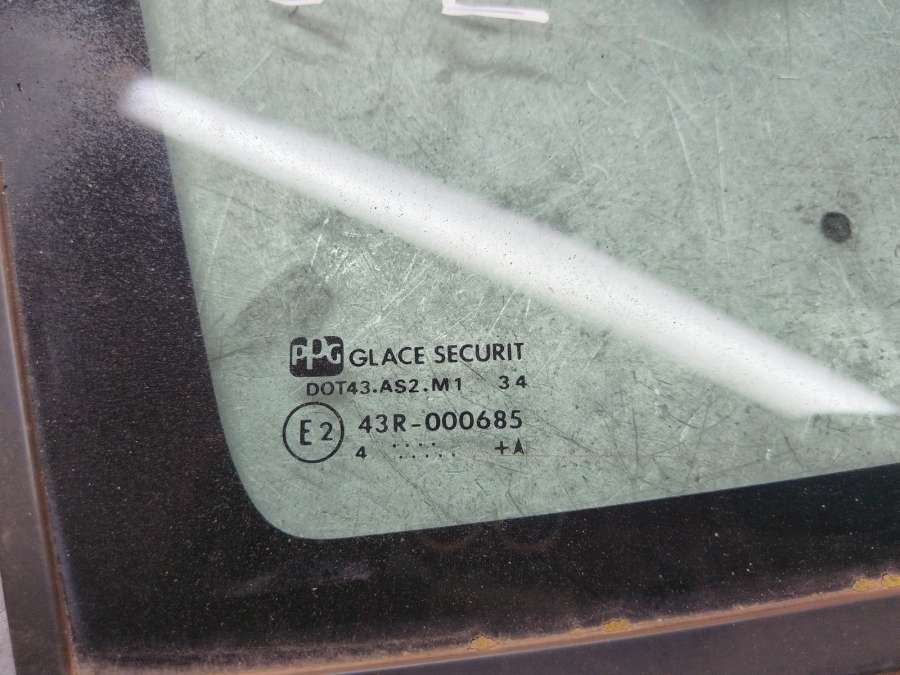 PPG GLACE SECURIT
DOT43.AS2.M1 34
E2 43R-000685
4 .... ...... +A